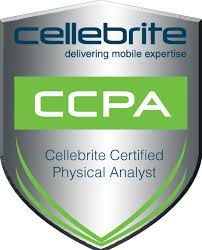 cellebrite
delivering mobile expertise
CCPA
Cellebrite Certified
Physical Analyst